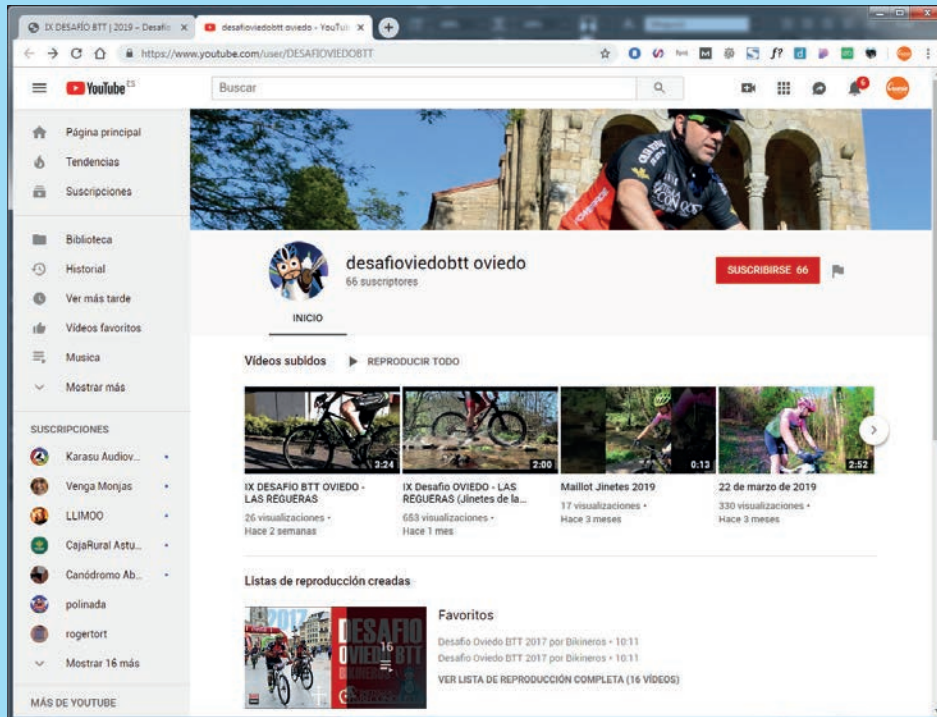 IX DESAFÍO BTT | 2019 – Desafío
desafioviedobtt oviedo - YouTub
https://www.youtube.com/user/DESAFIOVIEDOBTT
YouTube ES
Buscar
6
Página principal
Tendencias
Suscripciones
Biblioteca
Historial
Ver más tarde
Vídeos favoritos
Musica
Mostrar más
SUSCRIPCIONES
Karasu Audiov...
Venga Monjas
LLIMOO
CajaRural Astu...
Canódromo Ab...
polinada
rogertort
Mostrar 16 más
MÁS DE YOUTUBE
desafioviedobtt oviedo
66 suscriptores
SUSCRIBIRSE 66
INICIO
Vídeos subidos REPRODUCIR TODO
3:24
2:00
0:13
2:52
IX DESAFÍO BTT OVIEDO -
LAS REGUERAS
26 visualizaciones •
Hace 2 semanas
IX Desafio OVIEDO - LAS
REGUERAS (Jinetes de la...
653 visualizaciones •
Hace 1 mes
Maillot Jinetes 2019
17 visualizaciones •
Hace 3 meses
22 de marzo de 2019
330 visualizaciones •
Hace 3 meses
Listas de reproducción creadas
2017
DESAFIO
OVIEDO BTT
BIKINEROS
16
Favoritos
Desafio Oviedo BTT 2017 por Bikineros • 10:11
Desafio Oviedo BTT 2017 por Bikineros • 10:11
VER LISTA DE REPRODUCCIÓN COMPLETA (16 VÍDEOS)